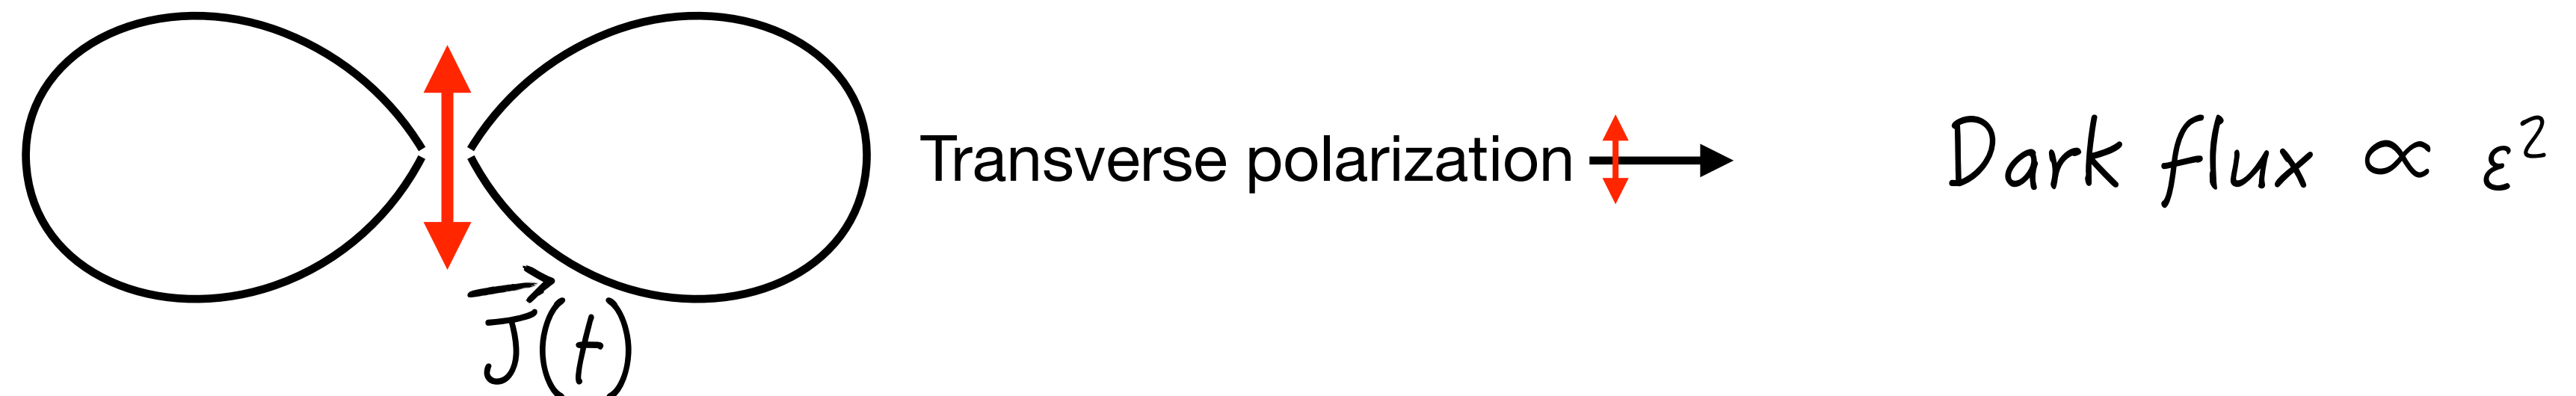 Transverse polarization
Dark flux ∝ ε²
J⃗(t)